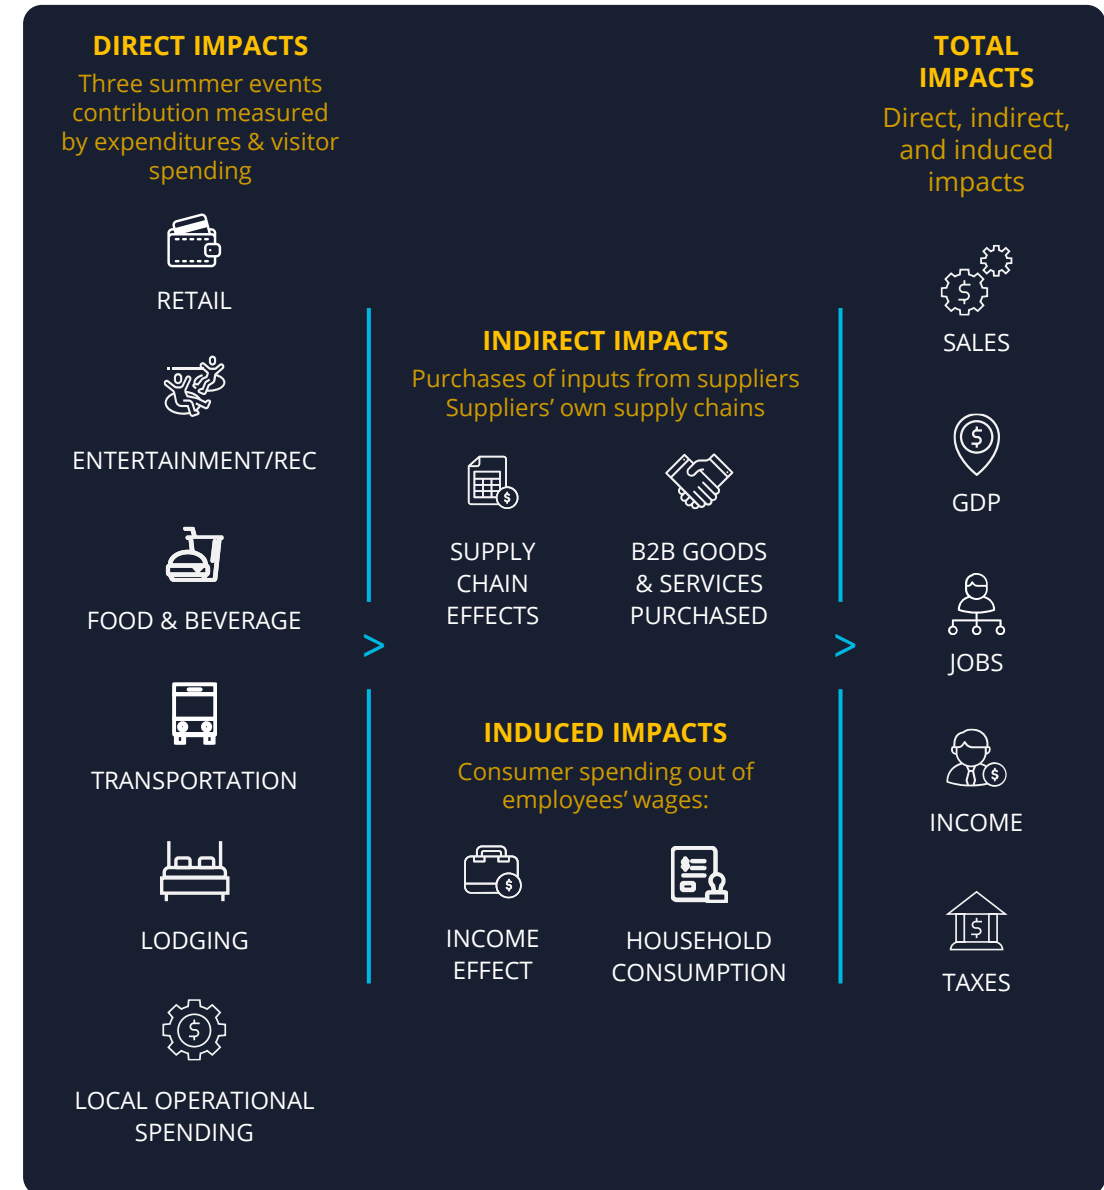 DIRECT IMPACTS
Three summer events
contribution measured
by expenditures & visitor
spending
RETAIL
ENTERTAINMENT/REC
FOOD & BEVERAGE
TRANSPORTATION
LODGING
$
LOCAL OPERATIONAL
SPENDING
>
INDIRECT IMPACTS
Purchases of inputs from suppliers
Suppliers’ own supply chains
$
SUPPLY
CHAIN
EFFECTS
B2B GOODS
& SERVICES
PURCHASED
INDUCED IMPACTS
Consumer spending out of
employees’ wages:
$
INCOME
EFFECT
HOUSEHOLD
CONSUMPTION
>
TOTAL
IMPACTS
Direct, indirect,
and induced
impacts
$
SALES
$
GDP
JOBS
$
INCOME
$
TAXES